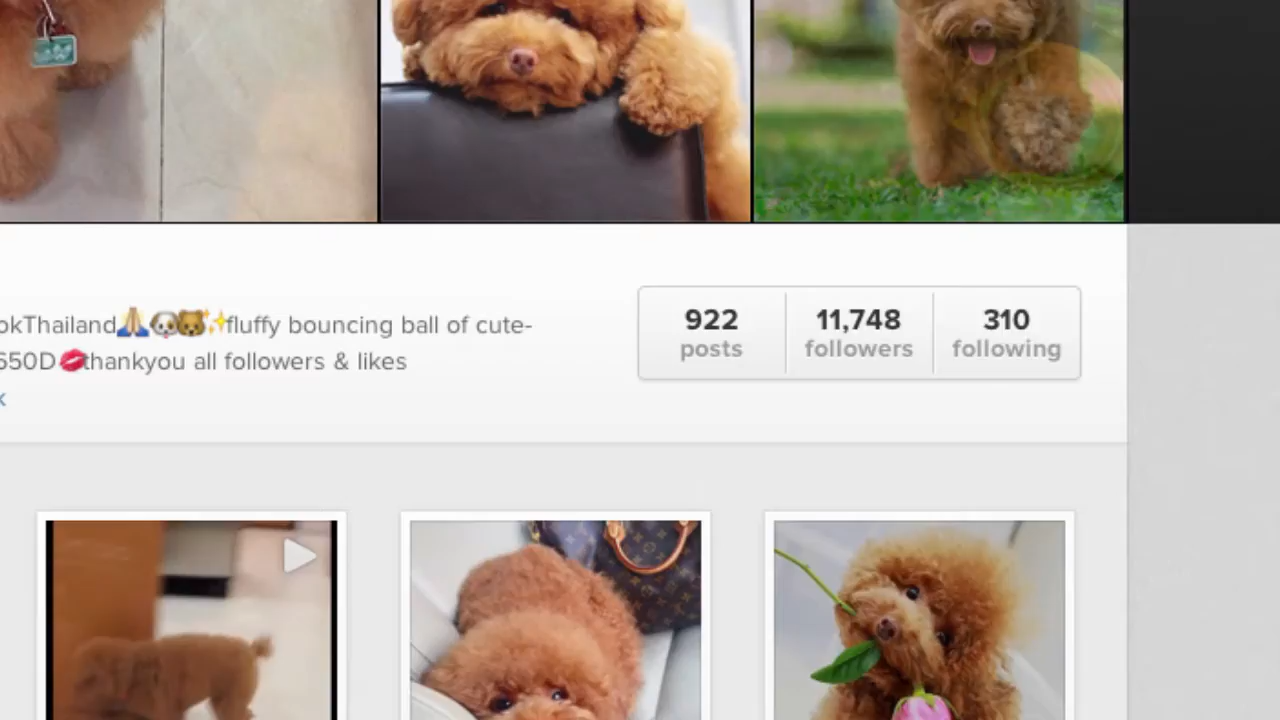 922
posts
11,748
followers
310
following
okThailand🙏🐶🐻✨fluffy bouncing ball of cute-
650D💋thankyou all followers & likes
k